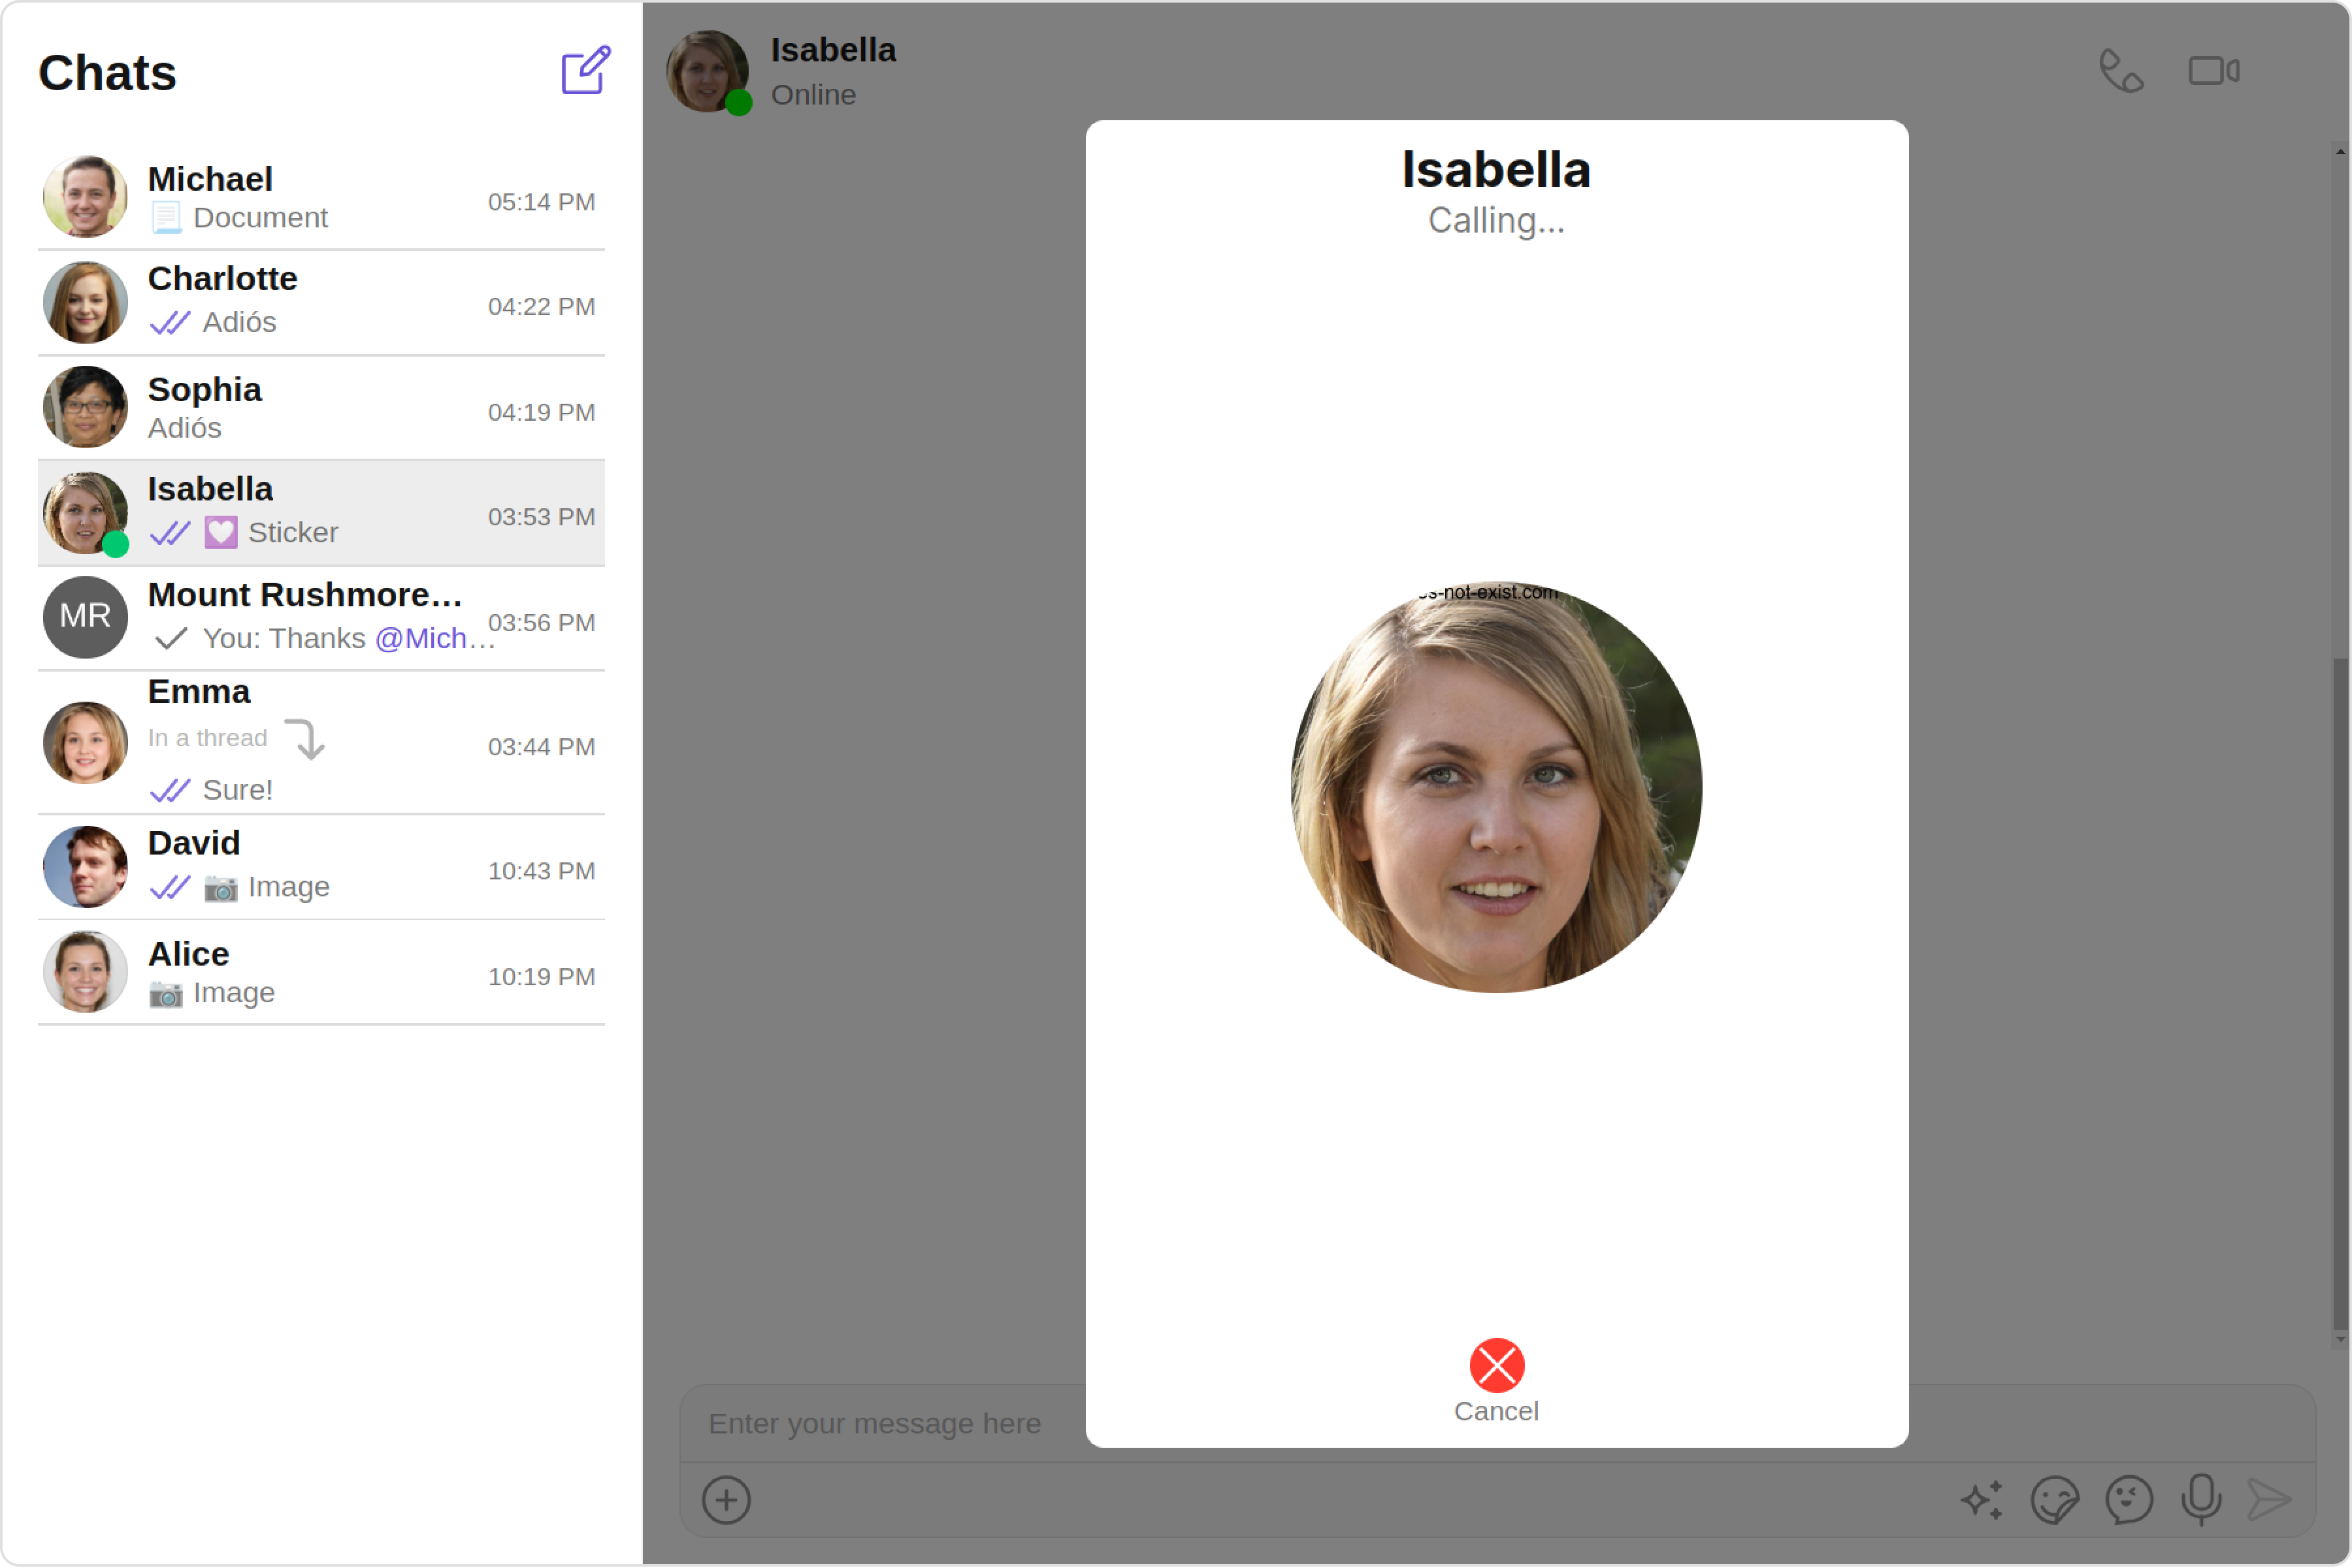 Chats
Michael
Document
05:14 PM
Charlotte
Adiós
04:22 PM
Sophia
Adiós
04:19 PM
Isabella
Sticker
03:53 PM
MR
Mount Rushmore…
You: Thanks @Mich…
03:56 PM
Emma
In a thread
Sure!
03:44 PM
David
Image
10:43 PM
Alice
Image
10:19 PM
Isabella
Online
Isabella
Calling...
-not-exist.com
Cancel
Enter your message here